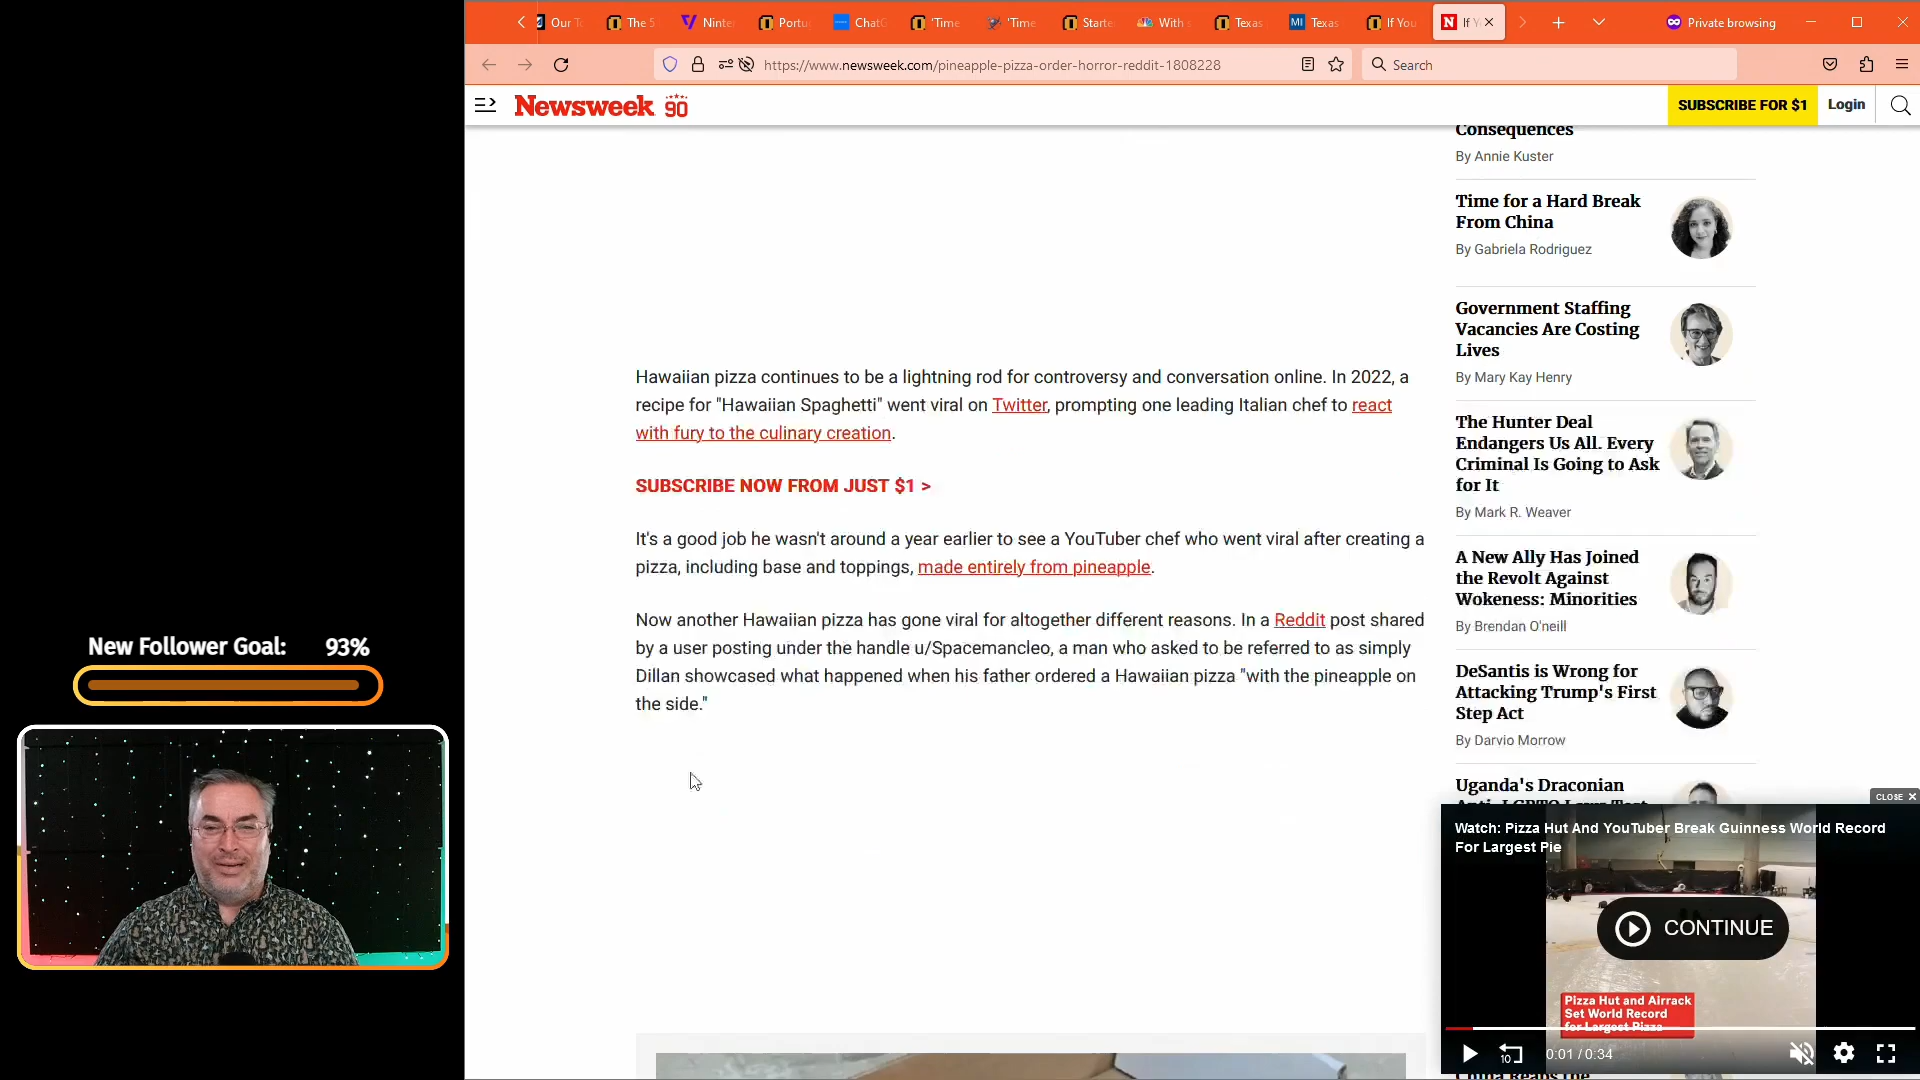 Our T
The 5
Ninte
Portu
ChatG
'Time
'Time
Starte
With
Texas
MI
Texas
If You
N
If Y
Private browsing
https://www.newsweek.com/pineapple-pizza-order-horror-reddit-1808228
Search
Newsweek 90
SUBSCRIBE FOR $1
Login
Hawaiian pizza continues to be a lightning rod for controversy and conversation online. In 2022, a
recipe for "Hawaiian Spaghetti" went viral on Twitter, prompting one leading Italian chef to react
with fury to the culinary creation.
SUBSCRIBE NOW FROM JUST $1 >
It's a good job he wasn't around a year earlier to see a YouTuber chef who went viral after creating a
pizza, including base and toppings, made entirely from pineapple.
Now another Hawaiian pizza has gone viral for altogether different reasons. In a Reddit post shared
by a user posting under the handle u/Spacemancleo, a man who asked to be referred to as simply
Dillan showcased what happened when his father ordered a Hawaiian pizza "with the pineapple on
the side."
Consequences
By Annie Kuster
Time for a Hard Break
From China
By Gabriela Rodriguez
Government Staffing
Vacancies Are Costing
Lives
By Mary Kay Henry
The Hunter Deal
Endangers Us All. Every
Criminal Is Going to Ask
for It
By Mark R. Weaver
A New Ally Has Joined
the Revolt Against
Wokeness: Minorities
By Brendan O'neill
DeSantis is Wrong for
Attacking Trump's First
Step Act
By Darvio Morrow
Uganda's Draconian
CLOSE
Watch: Pizza Hut And YouTuber Break Guinness World Record
For Largest Pie
CONTINUE
Pizza Hut and Airrack
Set World Record
for Largest Pizza
10
0:01 / 0:34
New Follower Goal: 93%